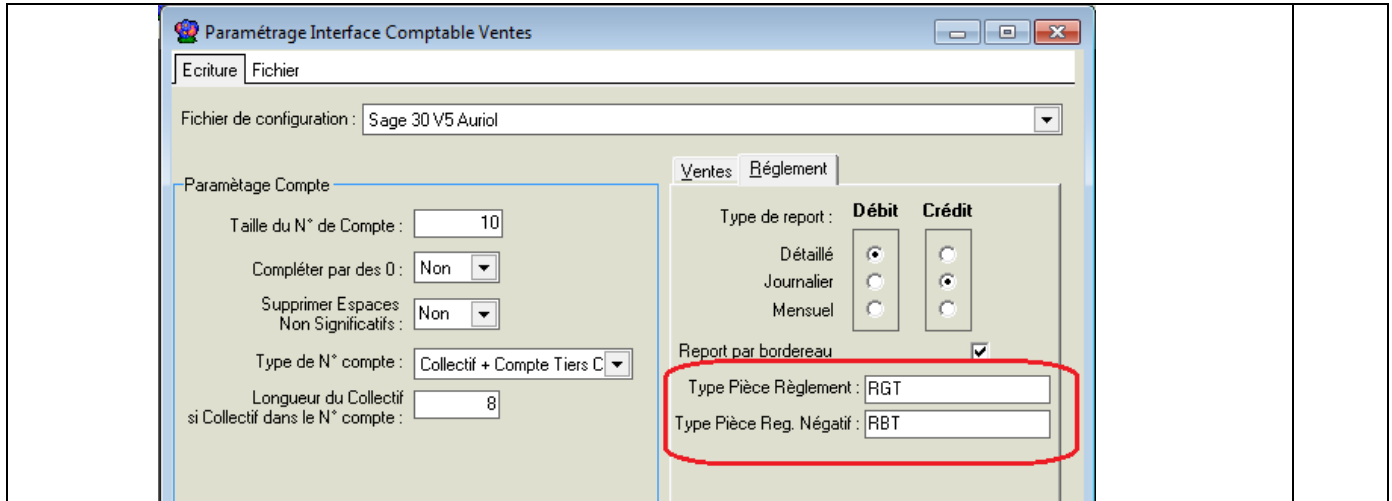 Paramétrage Interface Comptable Ventes
Ecriture Fichier
Fichier de configuration : Sage 30 V5 Auriol
Ventes Réglement
Paramètage Compte
Type de report : Débit Crédit
Taille du N° de Compte : 10
Détaillé
Compléter par des 0 : Non
Journalier
Supprimer Espaces
Non Significatifs : Non
Mensuel
Report par bordereau
Type de N° compte : Collectif + Compte Tiers C
Type Pièce Règlement : RGT
Longueur du Collectif
si Collectif dans le N° compte : 8
Type Pièce Reg. Négatif : RBT